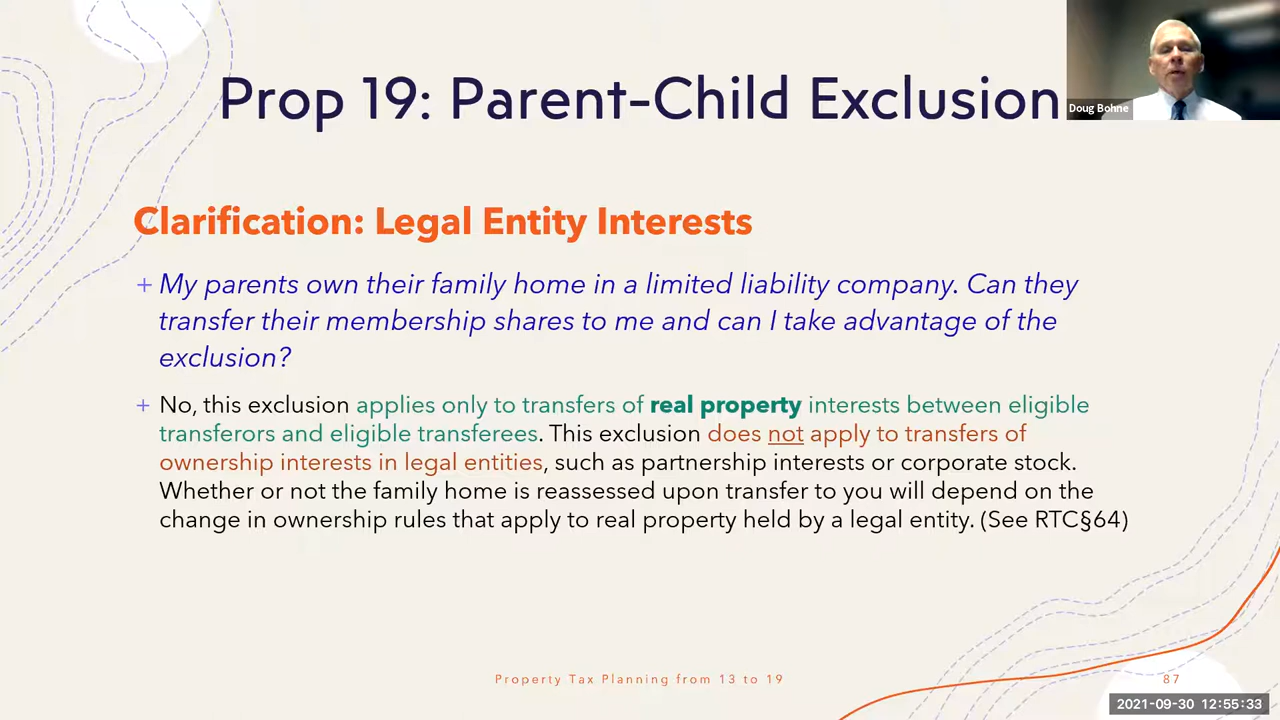 Prop 19: Parent-Child Exclusion
Doug Bohne
Clarification: Legal Entity Interests
+ My parents own their family home in a limited liability company. Can they
transfer their membership shares to me and can I take advantage of the
exclusion?
+ No, this exclusion applies only to transfers of real property interests between eligible
transferors and eligible transferees. This exclusion does not apply to transfers of
ownership interests in legal entities, such as partnership interests or corporate stock.
Whether or not the family home is reassessed upon transfer to you will depend on the
change in ownership rules that apply to real property held by a legal entity. (See RTC§64)
Property Tax Planning from 13 to 19
87
2021-09-30 12:55:33